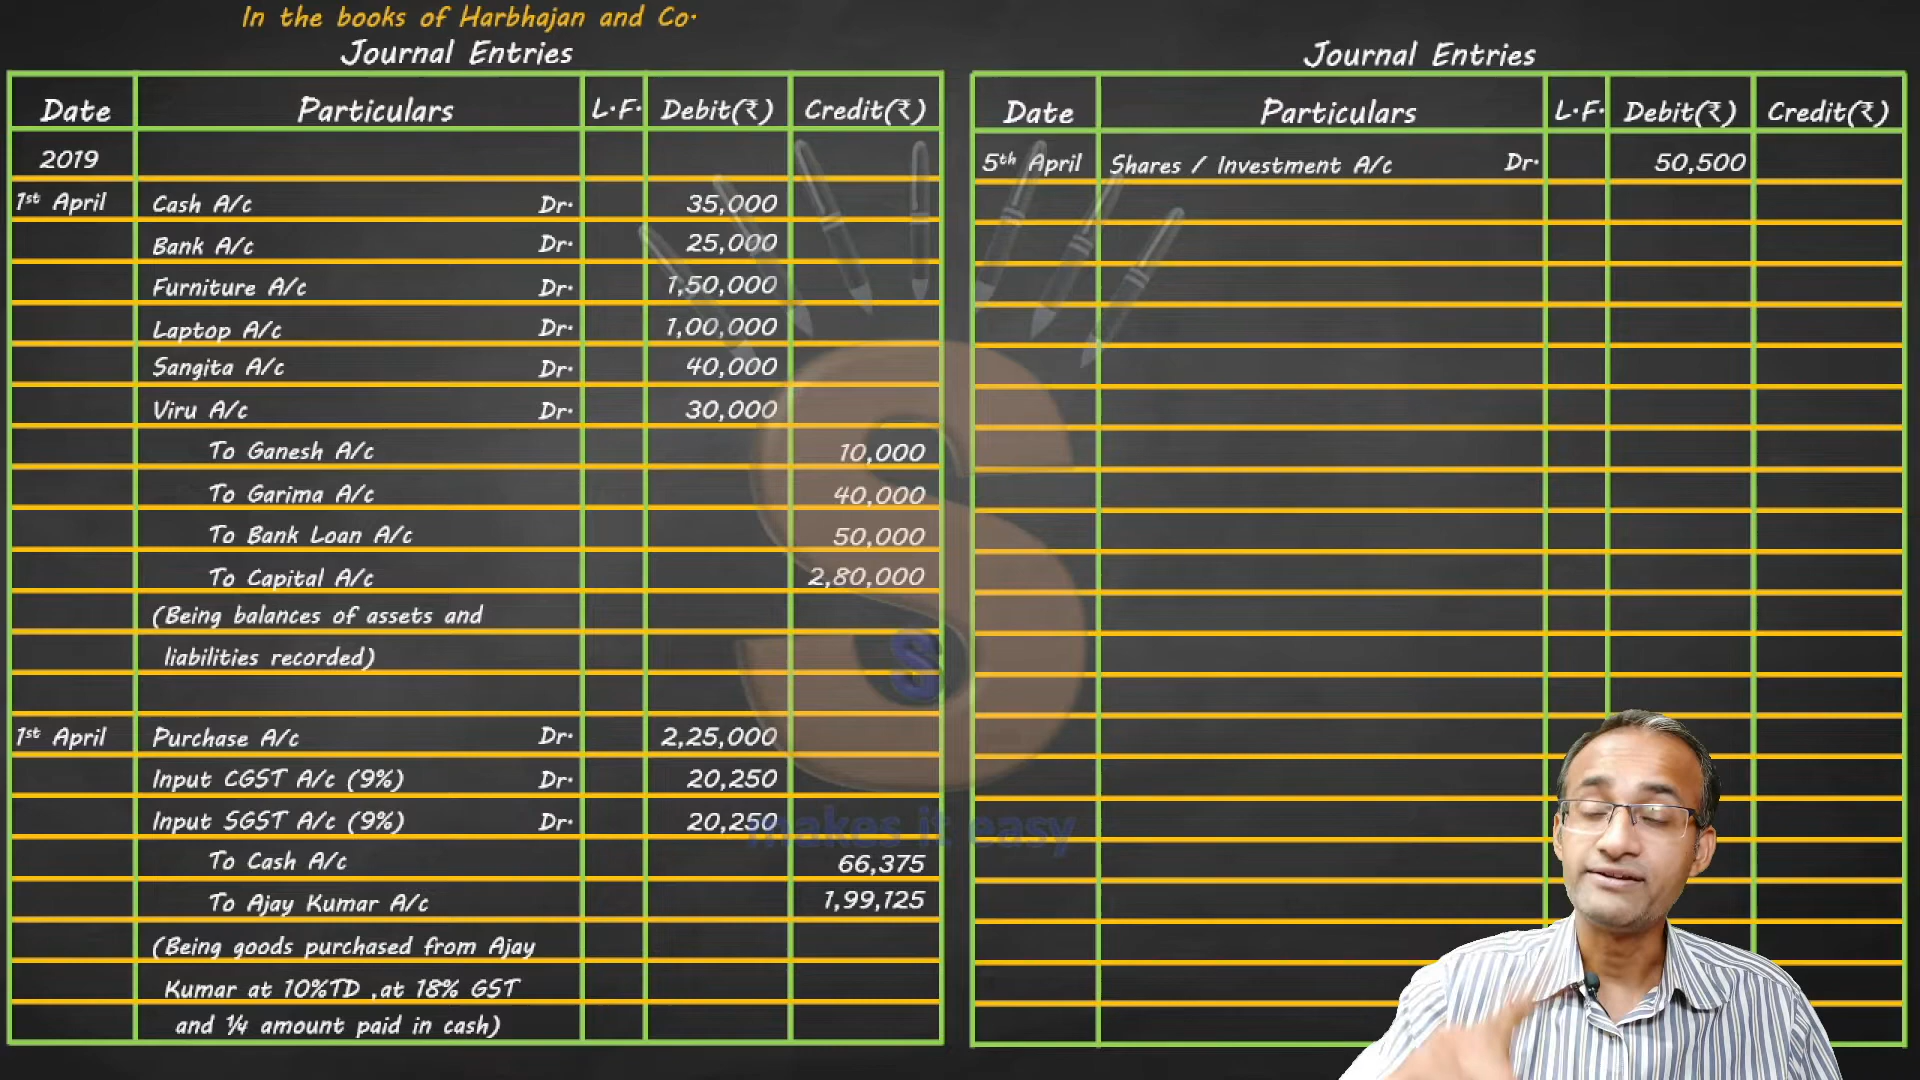 In the books of Harbhajan and Co.
Journal Entries
Date Particulars L.F. Debit(₹) Credit(₹)
2019
1st April Cash A/c Dr. 35,000
Bank A/c Dr. 25,000
Furniture A/c Dr. 1,50,000
Laptop A/c Dr. 1,00,000
Sangita A/c Dr. 40,000
Viru A/c Dr. 30,000
To Ganesh A/c 10,000
To Garima A/c 40,000
To Bank Loan A/c 50,000
To Capital A/c 2,80,000
(Being balances of assets and
liabilities recorded)
1st April Purchase A/c Dr. 2,25,000
Input CGST A/c (9%) Dr. 20,250
Input SGST A/c (9%) Dr. 20,250
To Cash A/c 66,375
To Ajay Kumar A/c 1,99,125
(Being goods purchased from Ajay
Kumar at 10%TD ,at 18% GST
and ¼ amount paid in cash)
Journal Entries
Date Particulars L.F. Debit(₹) Credit(₹)
5th April Shares / Investment A/c Dr. 50,500
S
S
makes it easy